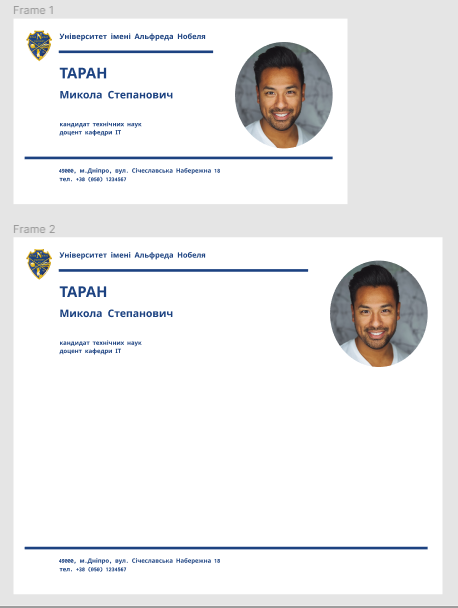 Frame 1
Університет імені Альфреда Нобеля
ТАРАН
Микола Степанович
кандидат технічних наук
доцент кафедри ІТ
49000, м.Дніпро, вул. Січеславська Набережна 18
тел. +38 (050) 1234567
Frame 2
Університет імені Альфреда Нобеля
ТАРАН
Микола Степанович
кандидат технічних наук
доцент кафедри ІТ
49000, м.Дніпро, вул. Січеславська Набережна 18
тел. +38 (050) 1234567